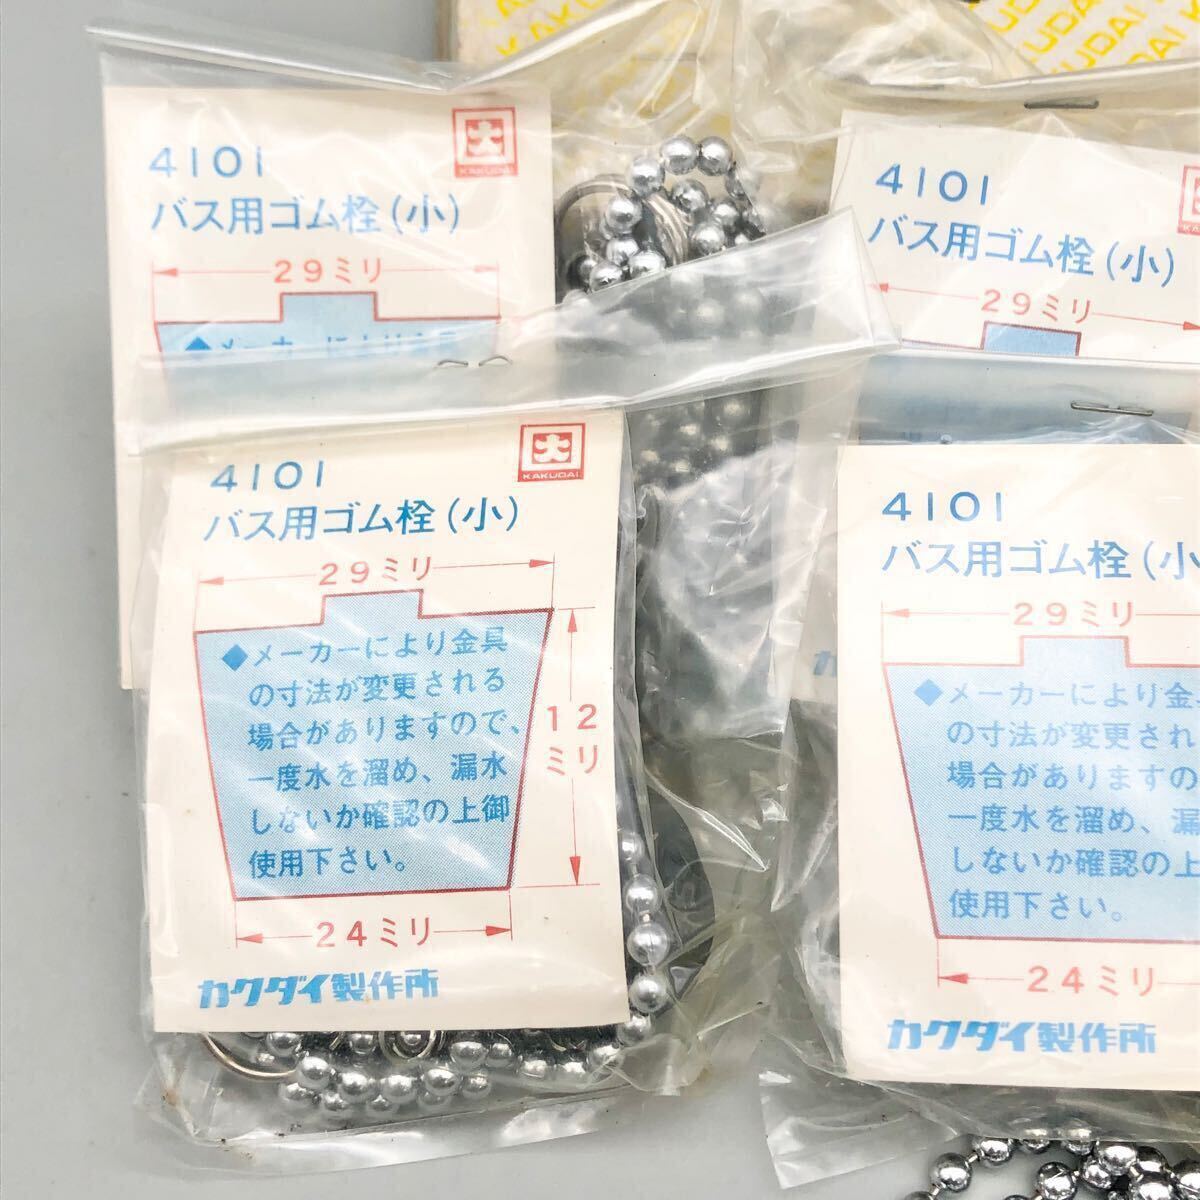 KAKUDAI
4101
バス用ゴム栓(小)
29ミリ
4101
バス用ゴム栓(小)
29ミリ
KAKUDAI
4101
バス用ゴム栓(小)
29ミリ
◆メーカーにより金具
の寸法が変更される
場合がありますので、
一度水を溜め、漏水
しないか確認の上御
使用下さい。
12
ミリ
24ミリ
カクダイ製作所
4101
バス用ゴム栓(小
29ミリ
◆メーカーにより金
の寸法が変更され
場合がありますの
一度水を溜め、漏
しないか確認の上
使用下さい。
24ミリ
カクダイ製作所